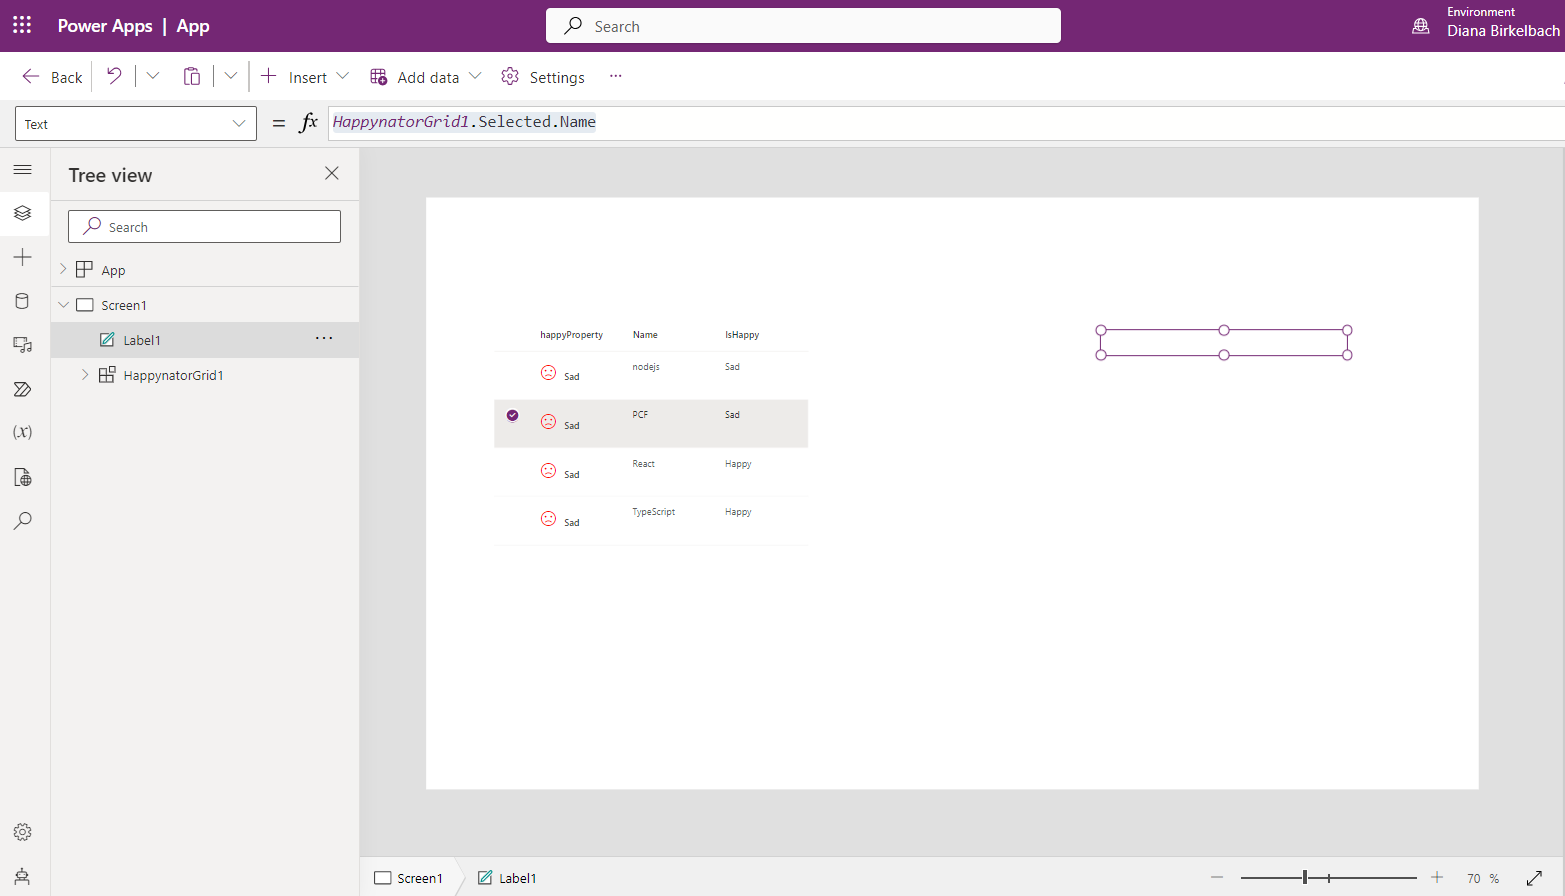 Power Apps | App
Search
Environment
Diana Birkelbach
Back
Insert
Add data
Settings
Text
= fx HappynatorGrid1.Selected.Name
Tree view
Search
App
Screen1
Label1
HappynatorGrid1
happyProperty Name IsHappy
Sad nodejs Sad
Sad PCF Sad
Sad React Happy
Sad TypeScript Happy
Screen1
Label1
70 %